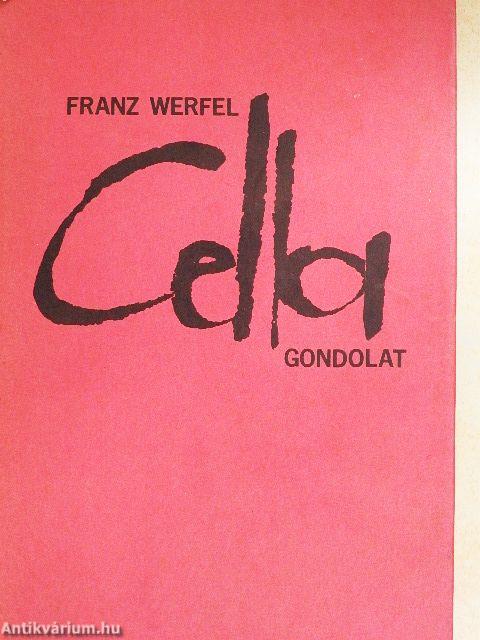 FRANZ WERFEL
Cella
GONDOLAT
Antikvárium.hu